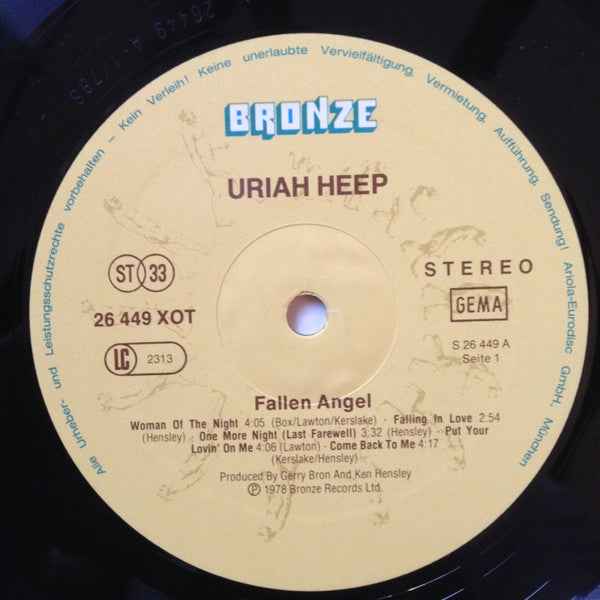 Alle Urheber- und Leistungsschutzrechte vorbehalten - Kein Verleih! Keine unerlaubte Vervielfältigung, Vermietung, Aufführung, Sendung! Ariola-Eurodisc GmbH, München
BRONZE
URIAH HEEP
ST 33
STEREO
26 449 XOT
GEMA
LC 2313
S 26 449 A
Seite 1
Fallen Angel
Woman Of The Night 4:05 (Box/Lawton/Kerslake) - Falling In Love 2:54
(Hensley) - One More Night (Last Farewell) 3:32 (Hensley) - Put Your
Lovin' On Me 4:06 (Lawton) - Come Back To Me 4:17
(Kerslake/Hensley)
Produced By Gerry Bron And Ken Hensley
Ⓟ 1978 Bronze Records Ltd.